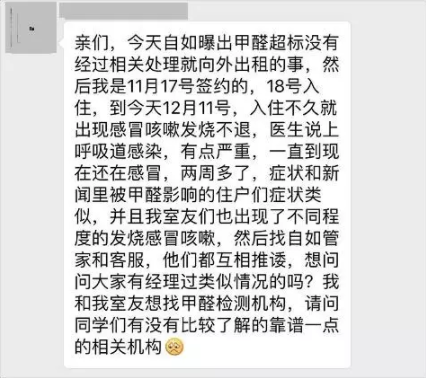 亲们，今天自如曝出甲醛超标没有
经过相关处理就向外出租的事，然
后我是11月17号签约的，18号入
住，到今天12月11号，入住不久就
出现感冒咳嗽发烧不退，医生说上
呼吸道感染，有点严重，一直到现
在还在感冒，两周多了，症状和新
闻里被甲醛影响的住户们症状类
似，并且我室友们也出现了不同程
度的发烧感冒咳嗽，然后找自如管
家和客服，他们都互相推诿，想问
问大家有经理过类似情况的吗？我
和我室友想找甲醛检测机构，请问
同学们有没有比较了解的靠谱一点
的相关机构🥺